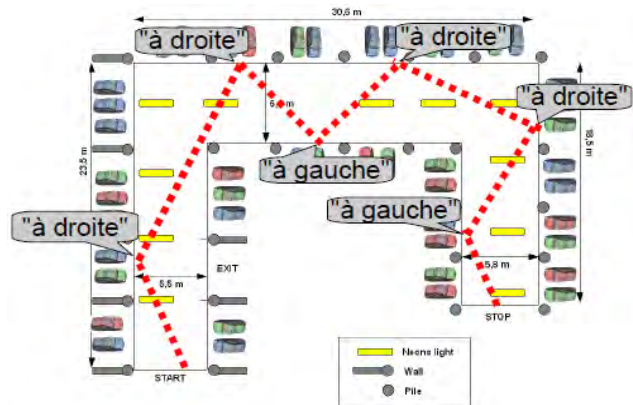 30,6 m
"à droite"
"à droite"
"à droite"
23,5 m
18,5 m
"à gauche"
"à gauche"
"à droite"
EXIT
5,5 m
5,8 m
STOP
START
Neons light
Wall
Pile